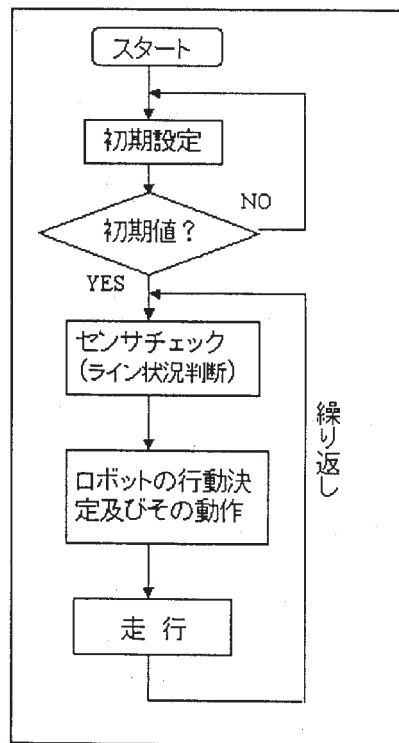 スタート
初期設定
NO
初期値？
YES
センサチェック
(ライン状況判断)
繰り返し
ロボットの行動決
定及びその動作
走行